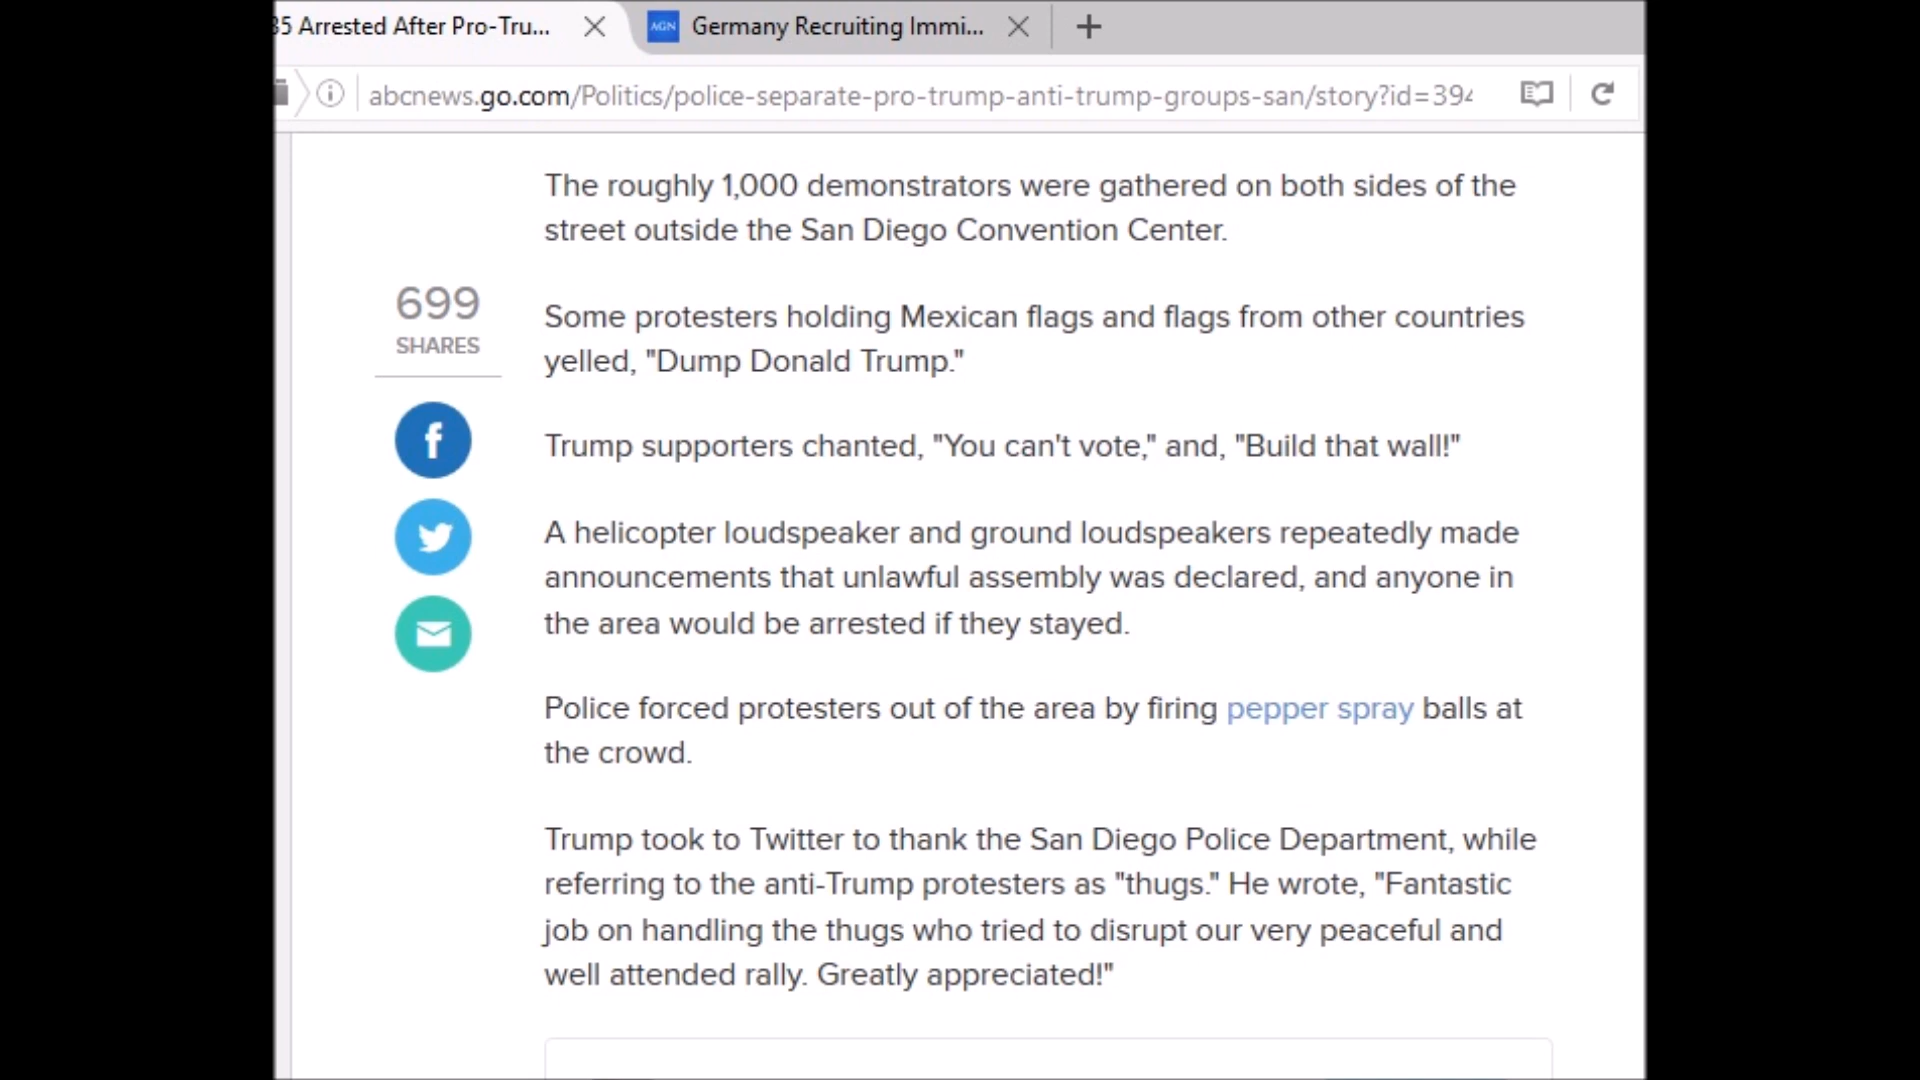 35 Arrested After Pro-Tru...
AGN Germany Recruiting Immi...
abcnews.go.com/Politics/police-separate-pro-trump-anti-trump-groups-san/story?id=394
The roughly 1,000 demonstrators were gathered on both sides of the
street outside the San Diego Convention Center.
699
SHARES
Some protesters holding Mexican flags and flags from other countries
yelled, "Dump Donald Trump."
Trump supporters chanted, "You can't vote," and, "Build that wall!"
A helicopter loudspeaker and ground loudspeakers repeatedly made
announcements that unlawful assembly was declared, and anyone in
the area would be arrested if they stayed.
Police forced protesters out of the area by firing pepper spray balls at
the crowd.
Trump took to Twitter to thank the San Diego Police Department, while
referring to the anti-Trump protesters as "thugs." He wrote, "Fantastic
job on handling the thugs who tried to disrupt our very peaceful and
well attended rally. Greatly appreciated!"